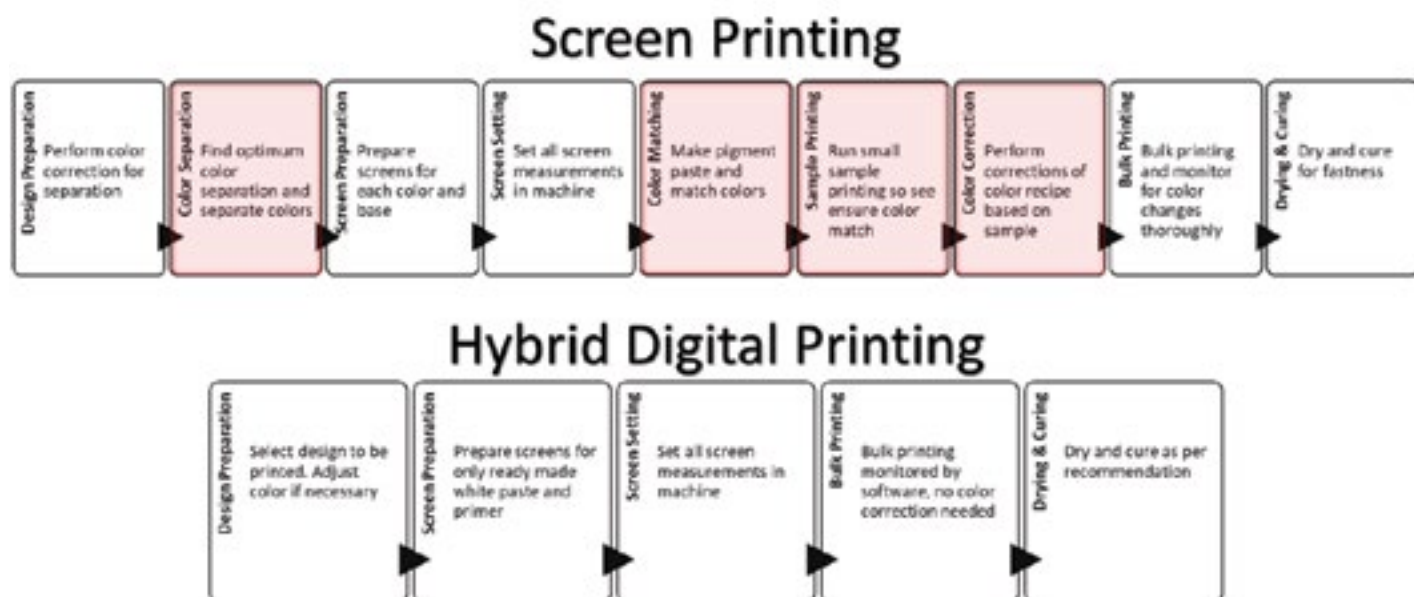 Screen Printing
Design Preparation
Perform color
correction for
separation
Color Separation
Find optimum
color
separation and
separate colors
Screen Preparation
Prepare
screens for
each color and
base
Screen Setting
Set all screen
measurements
in machine
Color Matching
Make pigment
paste and
match colors
Sample Printing
Run small
sample
printing so see
ensure color
match
Color Correction
Perform
corrections of
color recipe
based on
sample
Bulk Printing
Bulk printing
and monitor
for color
changes
thoroughly
Drying & Curing
Dry and cure
for fastness
Hybrid Digital Printing
Design Preparation
Select design to be
printed. Adjust
color if necessary
Screen Preparation
Prepare screens for
only ready made
white paste and
primer
Screen Setting
Set all screen
measurements in
machine
Bulk Printing
Bulk printing
monitored by
software, no color
correction needed
Drying & Curing
Dry and cure as per
recommendation